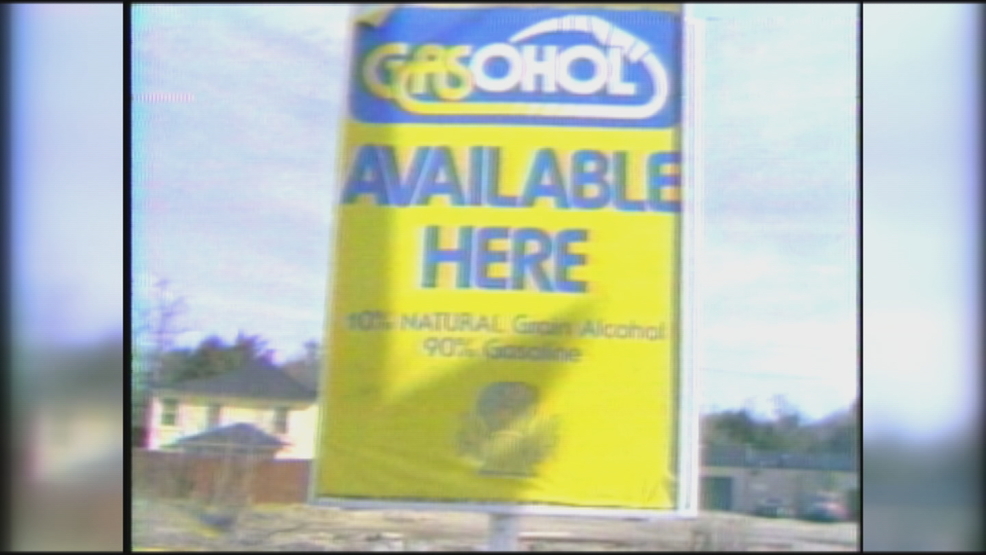 GASOHOL
AVAILABLE
HERE
10% NATURAL Grain Alcohol
90% Gasoline